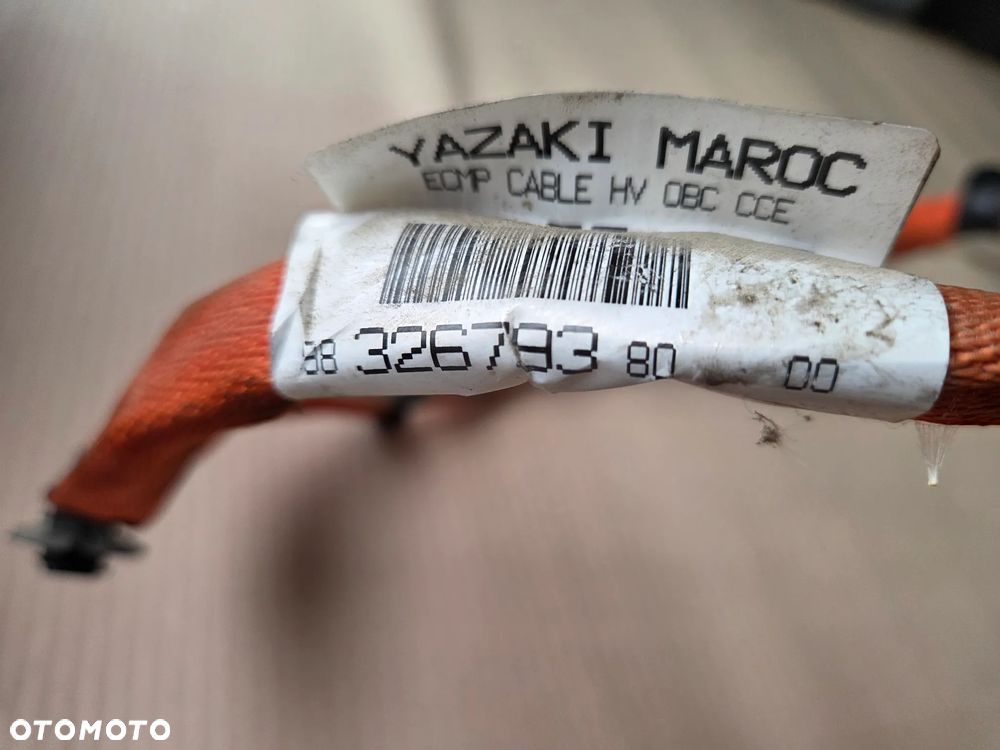 YAZAKI MAROC
ECMP CABLE HV OBC CCE
98 326793 80 00
OTOMOTO